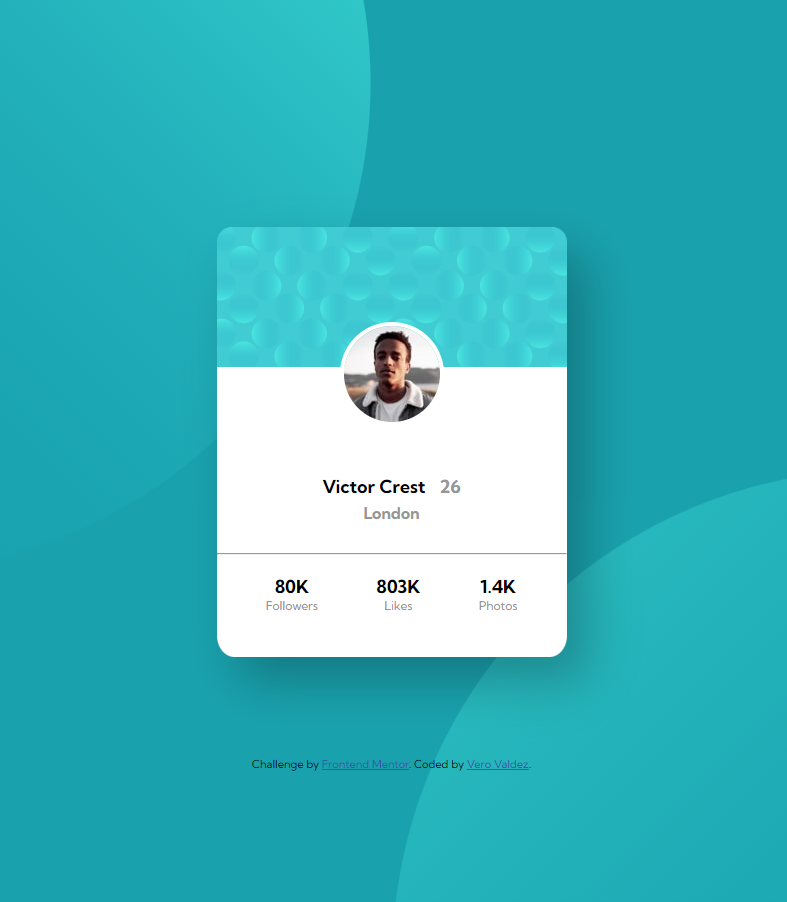 Victor Crest 26
London
80K 803K 1.4K
Followers Likes Photos
Challenge by Frontend Mentor. Coded by Vero Valdez.